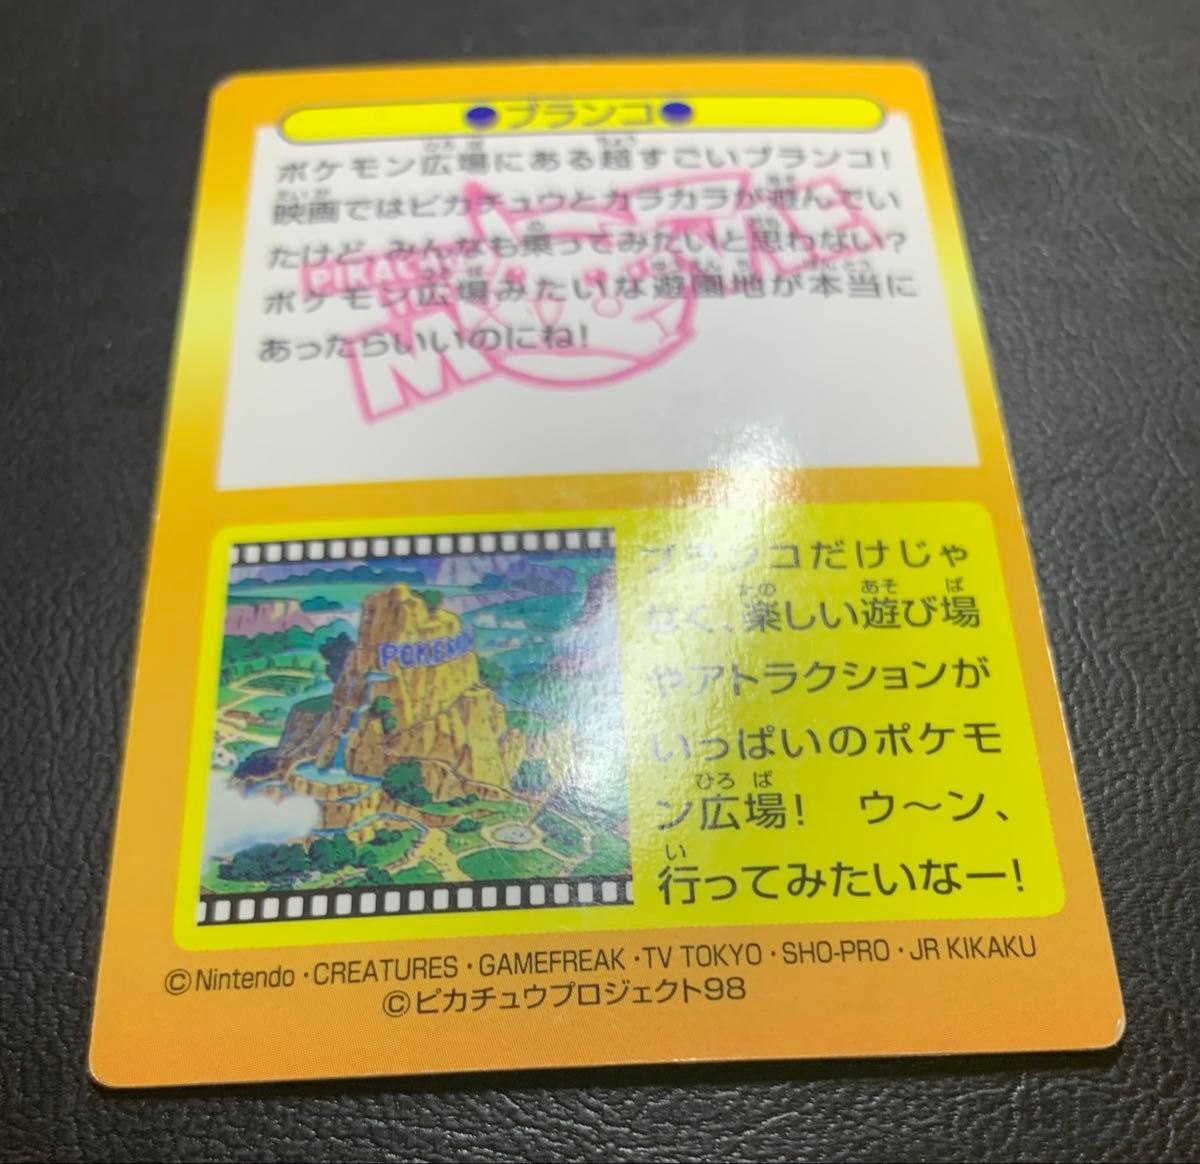 ●ブランコ●
ポケモン広場にある超すごいブランコ!
映画ではピカチュウとカラカラが遊んでい
たけど、みんなも乗ってみたいと思わない?
ポケモン広場みたいな遊園地が本当に
あったらいいのにね!
PIKACHU
POKEMON
ブランコだけじゃ
なく、楽しい遊び場
やアトラクションが
いっぱいのポケモ
ン広場! ウ〜ン、
行ってみたいなー!
©Nintendo・CREATURES・GAMEFREAK・TV TOKYO・SHO-PRO・JR KIKAKU
©ピカチュウプロジェクト98